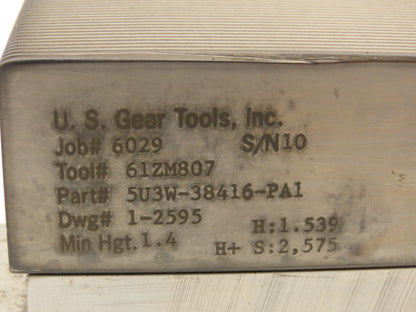 U. S. Gear Tools, Inc.
Job# 6029 S/N10
Tool# 61ZM807
Part# 5U3W-38416-PA1
Dwg# 1-2595 H:1.539
Min Hgt. 1.4 H+ S:2,575